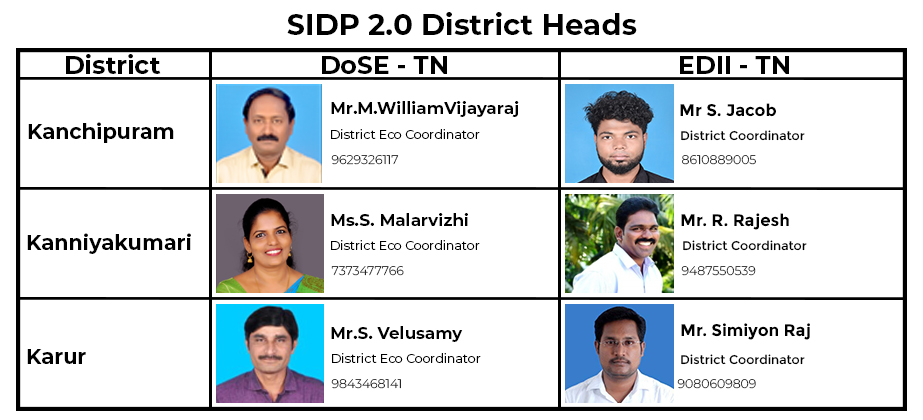 SIDP 2.0 District Heads
District
DoSE - TN
EDII - TN
Kanchipuram
Mr.M.WilliamVijayaraj
District Eco Coordinator
9629326117
Mr S. Jacob
District Coordinator
8610889005
Kanniyakumari
Ms.S. Malarvizhi
District Eco Coordinator
7373477766
Mr. R. Rajesh
District Coordinator
9487550539
Karur
Mr.S. Velusamy
District Eco Coordinator
9843468141
Mr. Simiyon Raj
District Coordinator
9080609809